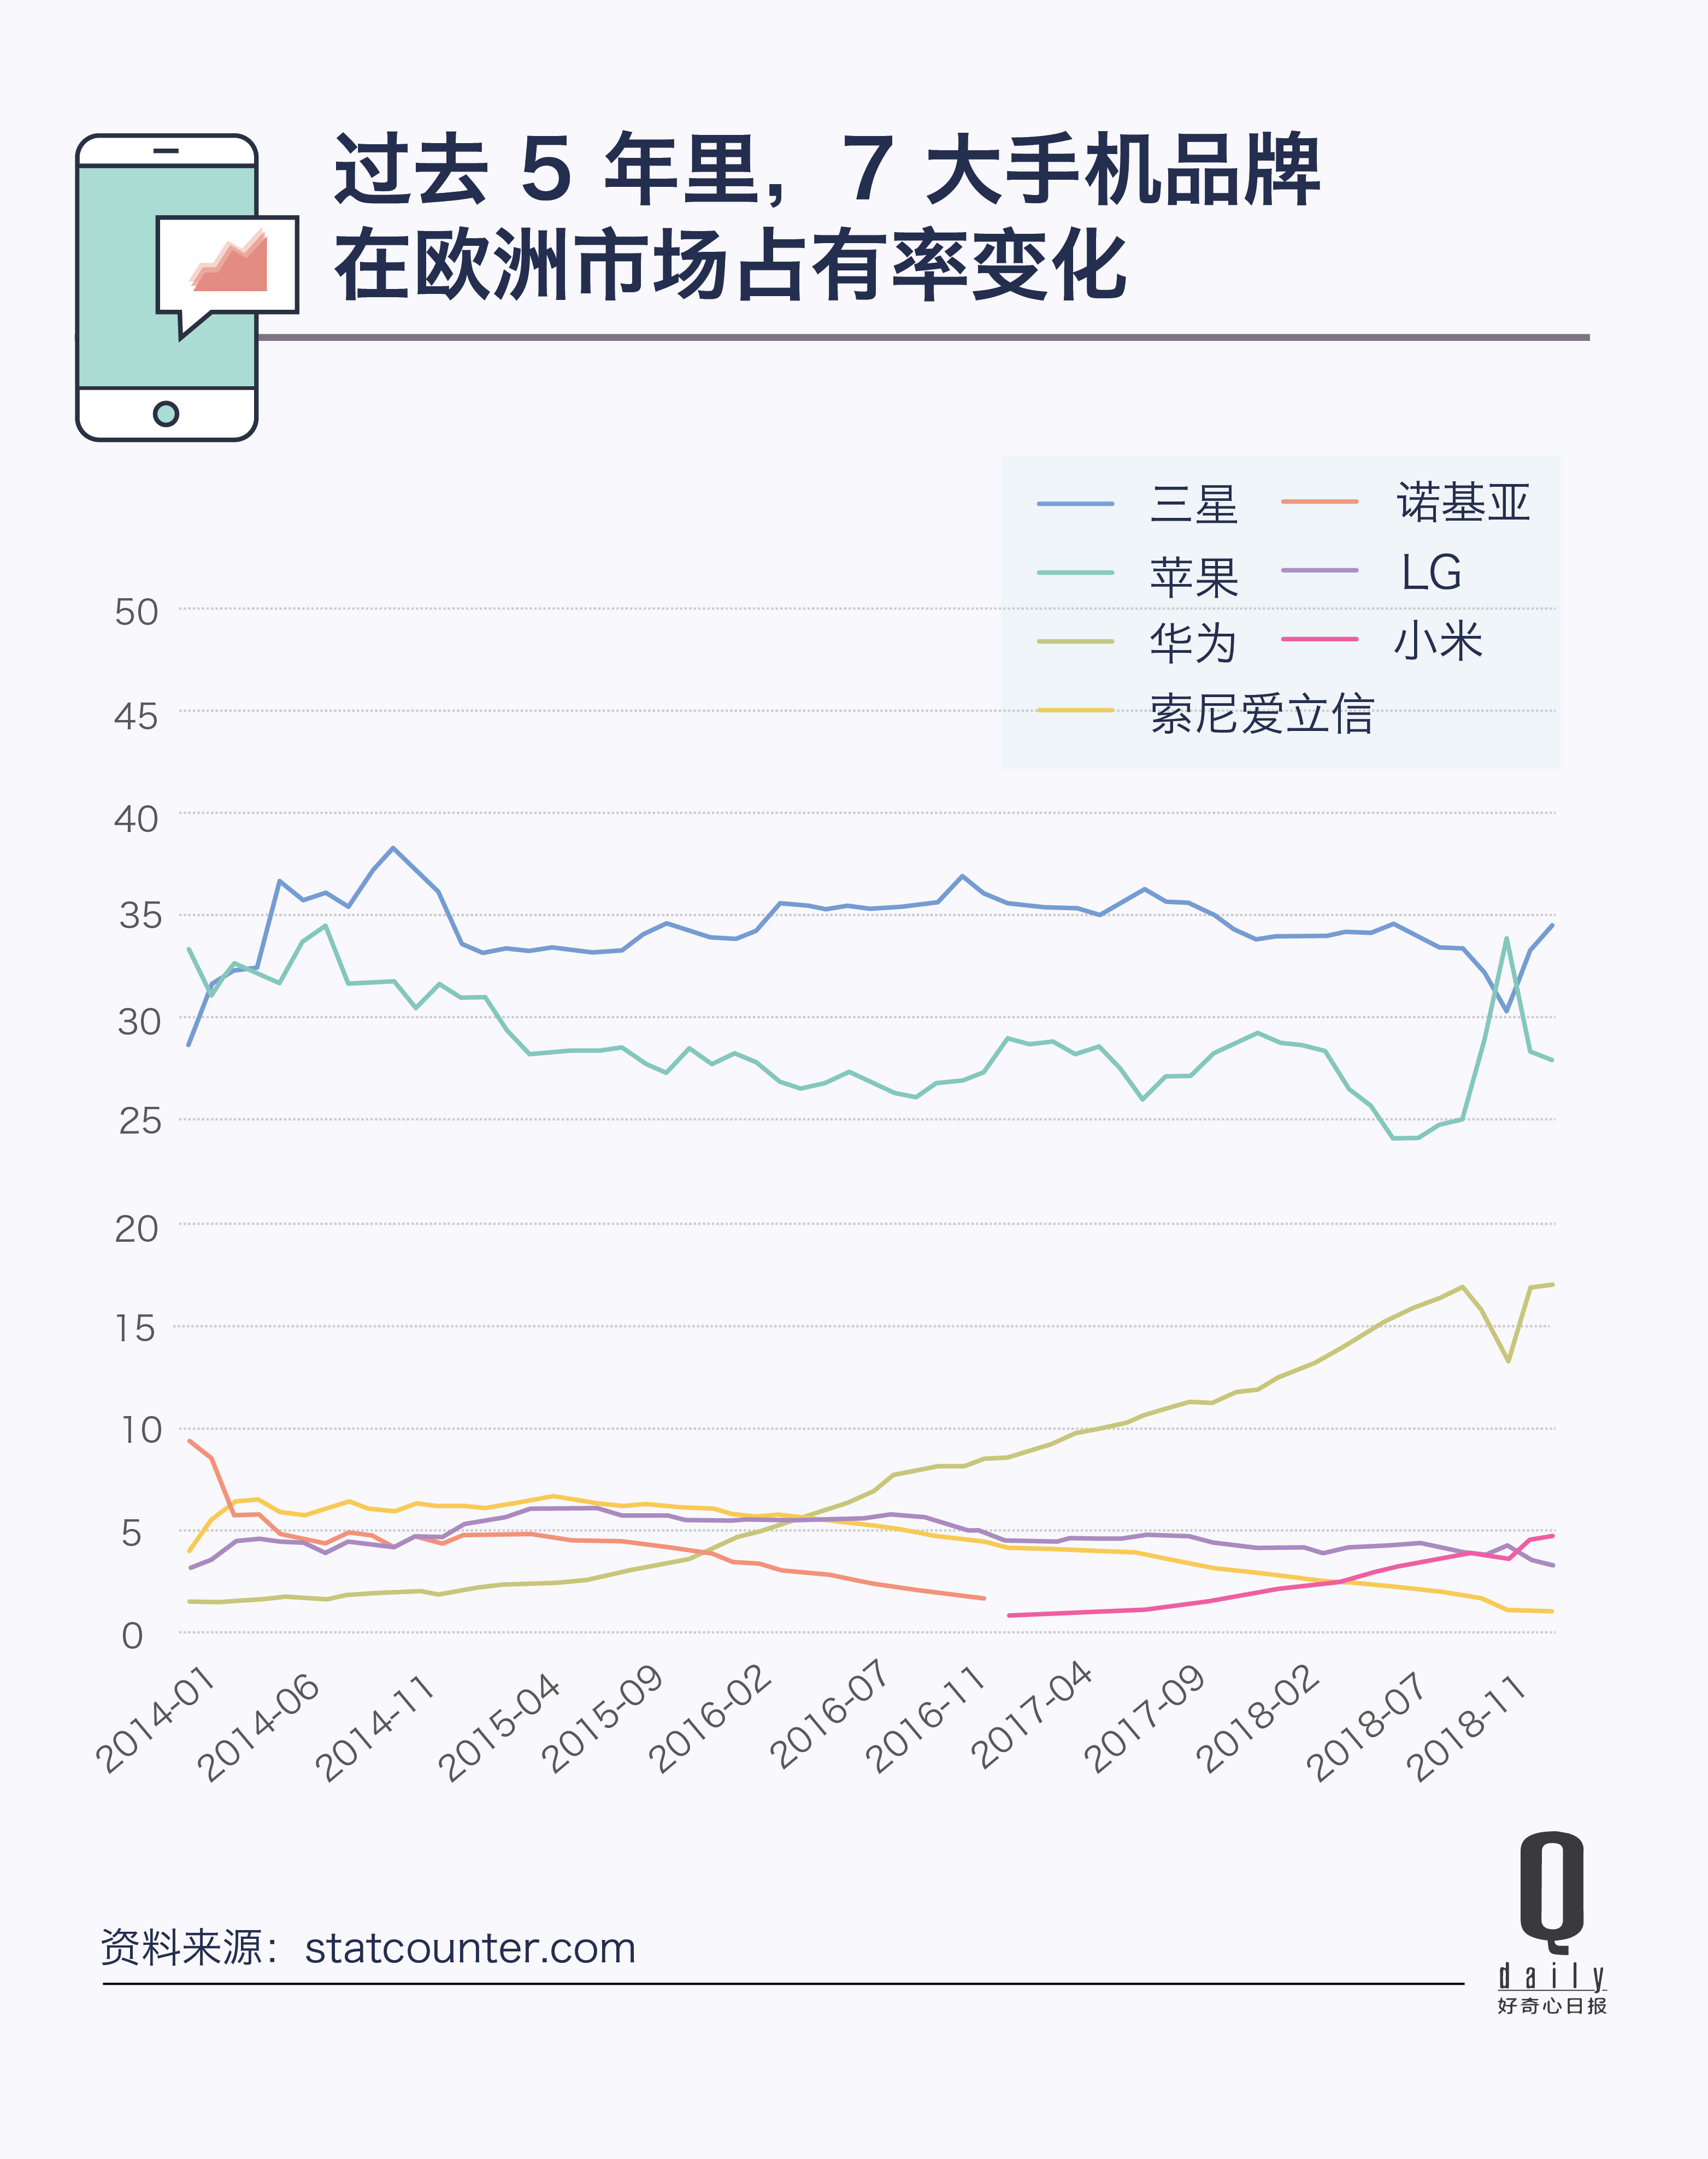 过去 5 年里，7 大手机品牌
在欧洲市场占有率变化
三星 诺基亚
苹果 LG
华为 小米
索尼爱立信
50
45
40
35
30
25
20
15
10
5
0
2014-01 2014-06 2014-11 2015-04 2015-09 2016-02 2016-07 2016-11 2017-04 2017-09 2018-02 2018-07 2018-11
资料来源：statcounter.com
Q
daily
好奇心日报